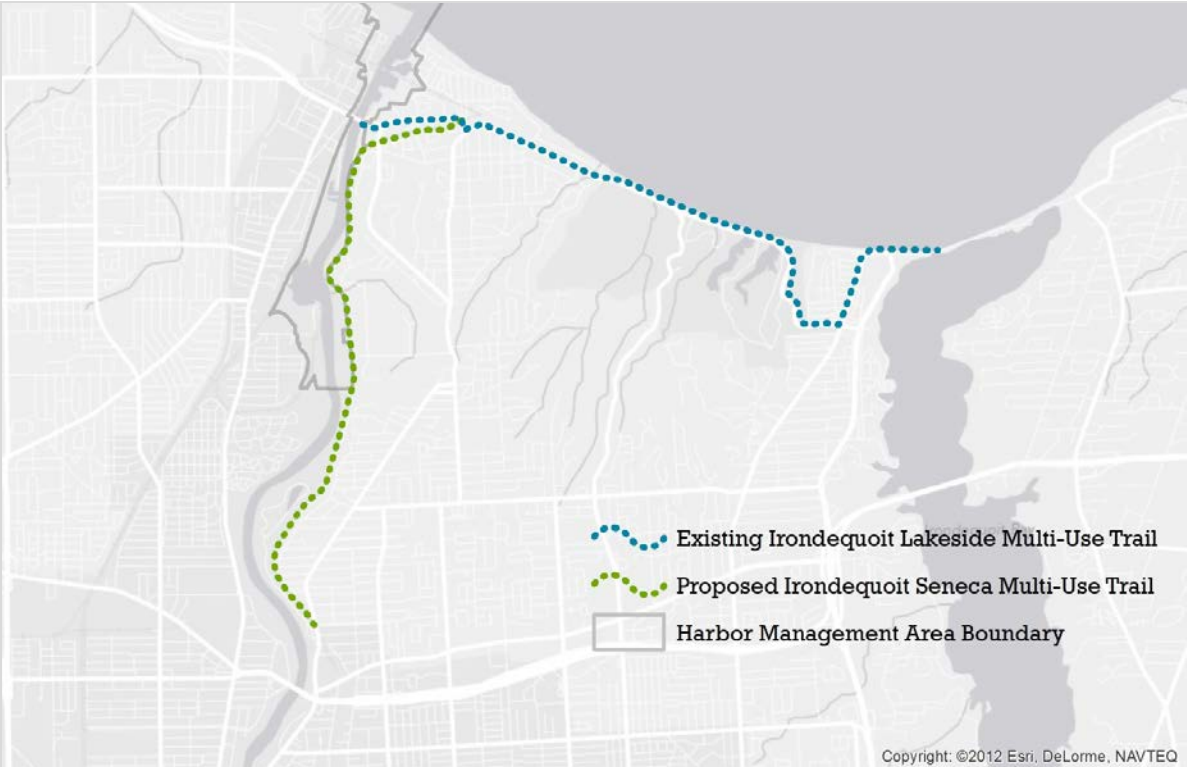 Existing Irondequoit Lakeside Multi-Use Trail
Proposed Irondequoit Seneca Multi-Use Trail
Harbor Management Area Boundary
Copyright: ©2012 Esri, DeLorme, NAVTEQ